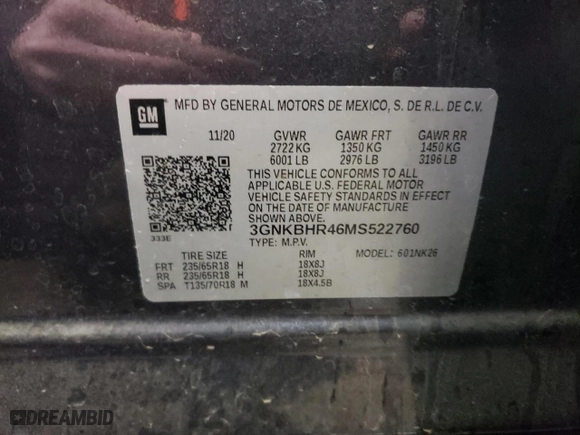 GM
MFD BY GENERAL MOTORS DE MEXICO, S. DE R.L. DE C.V.
11/20 GVWR GAWR FRT GAWR RR
2722 KG 1350 KG 1450 KG
6001 LB 2976 LB 3196 LB
THIS VEHICLE CONFORMS TO ALL
APPLICABLE U.S. FEDERAL MOTOR
VEHICLE SAFETY STANDARDS IN EFFECT
ON THE DATE OF MANUFACTURE
SHOWN ABOVE.
333E 3GNKBHR46MS522760
TYPE: M.P.V. MODEL: 601NK26
TIRE SIZE RIM
FRT 235/65R18 H 18X8J
RR 235/65R18 H 18X8J
SPA T135/70R18 M 18X4.5B
DREAMBID